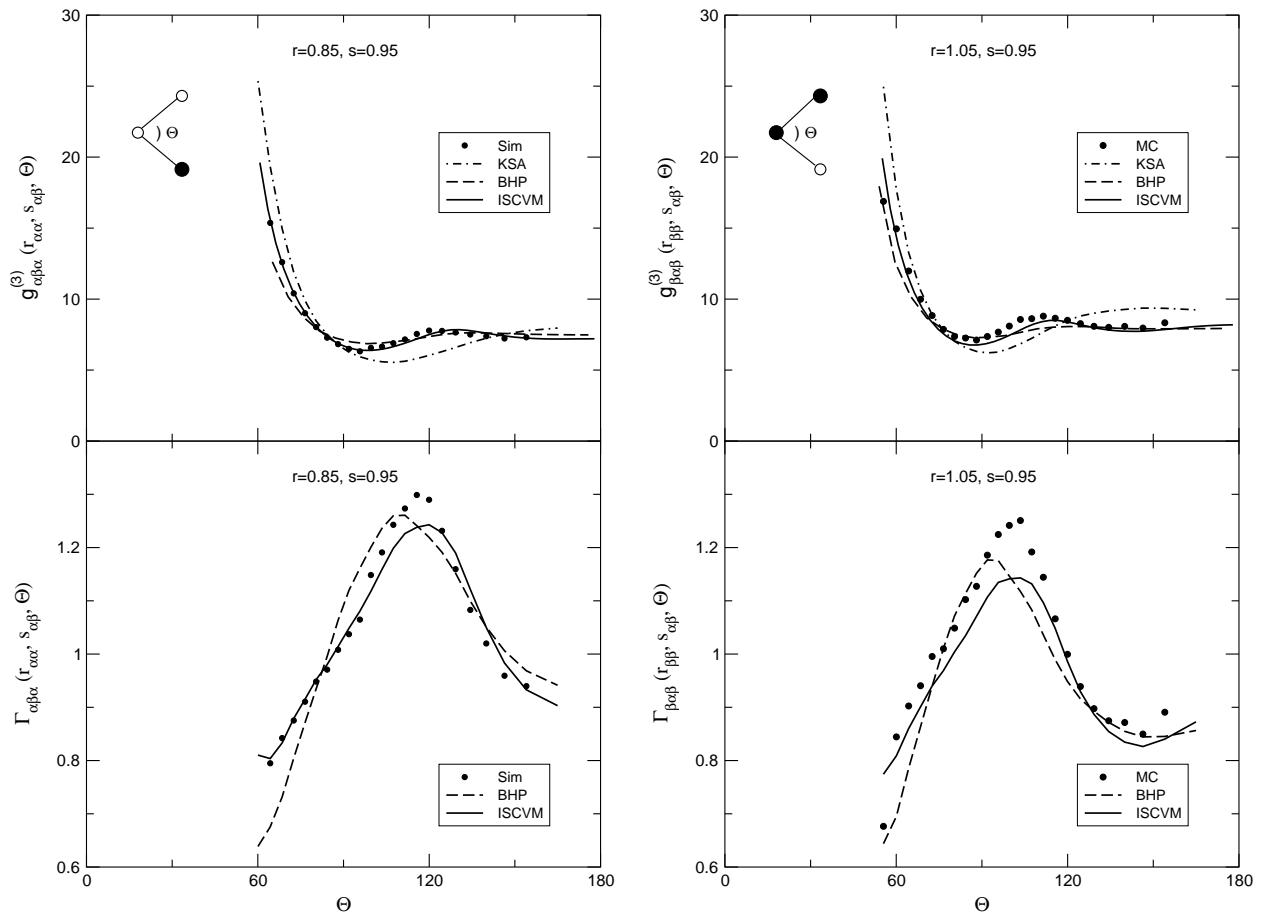 30
20
10
0
g(3)αβα (rαα, sαβ, Θ)
r=0.85, s=0.95
) Θ
Sim
KSA
BHP
ISCVM
30
20
10
0
g(3)βαβ (rββ, sαβ, Θ)
r=1.05, s=0.95
) Θ
MC
KSA
BHP
ISCVM
1.2
1
0.8
0.6
Γαβα (rαα, sαβ, Θ)
r=0.85, s=0.95
Sim
BHP
ISCVM
0 60 120 180
Θ
1.2
1
0.8
0.6
Γβαβ (rββ, sαβ, Θ)
r=1.05, s=0.95
MC
BHP
ISCVM
0 60 120 180
Θ